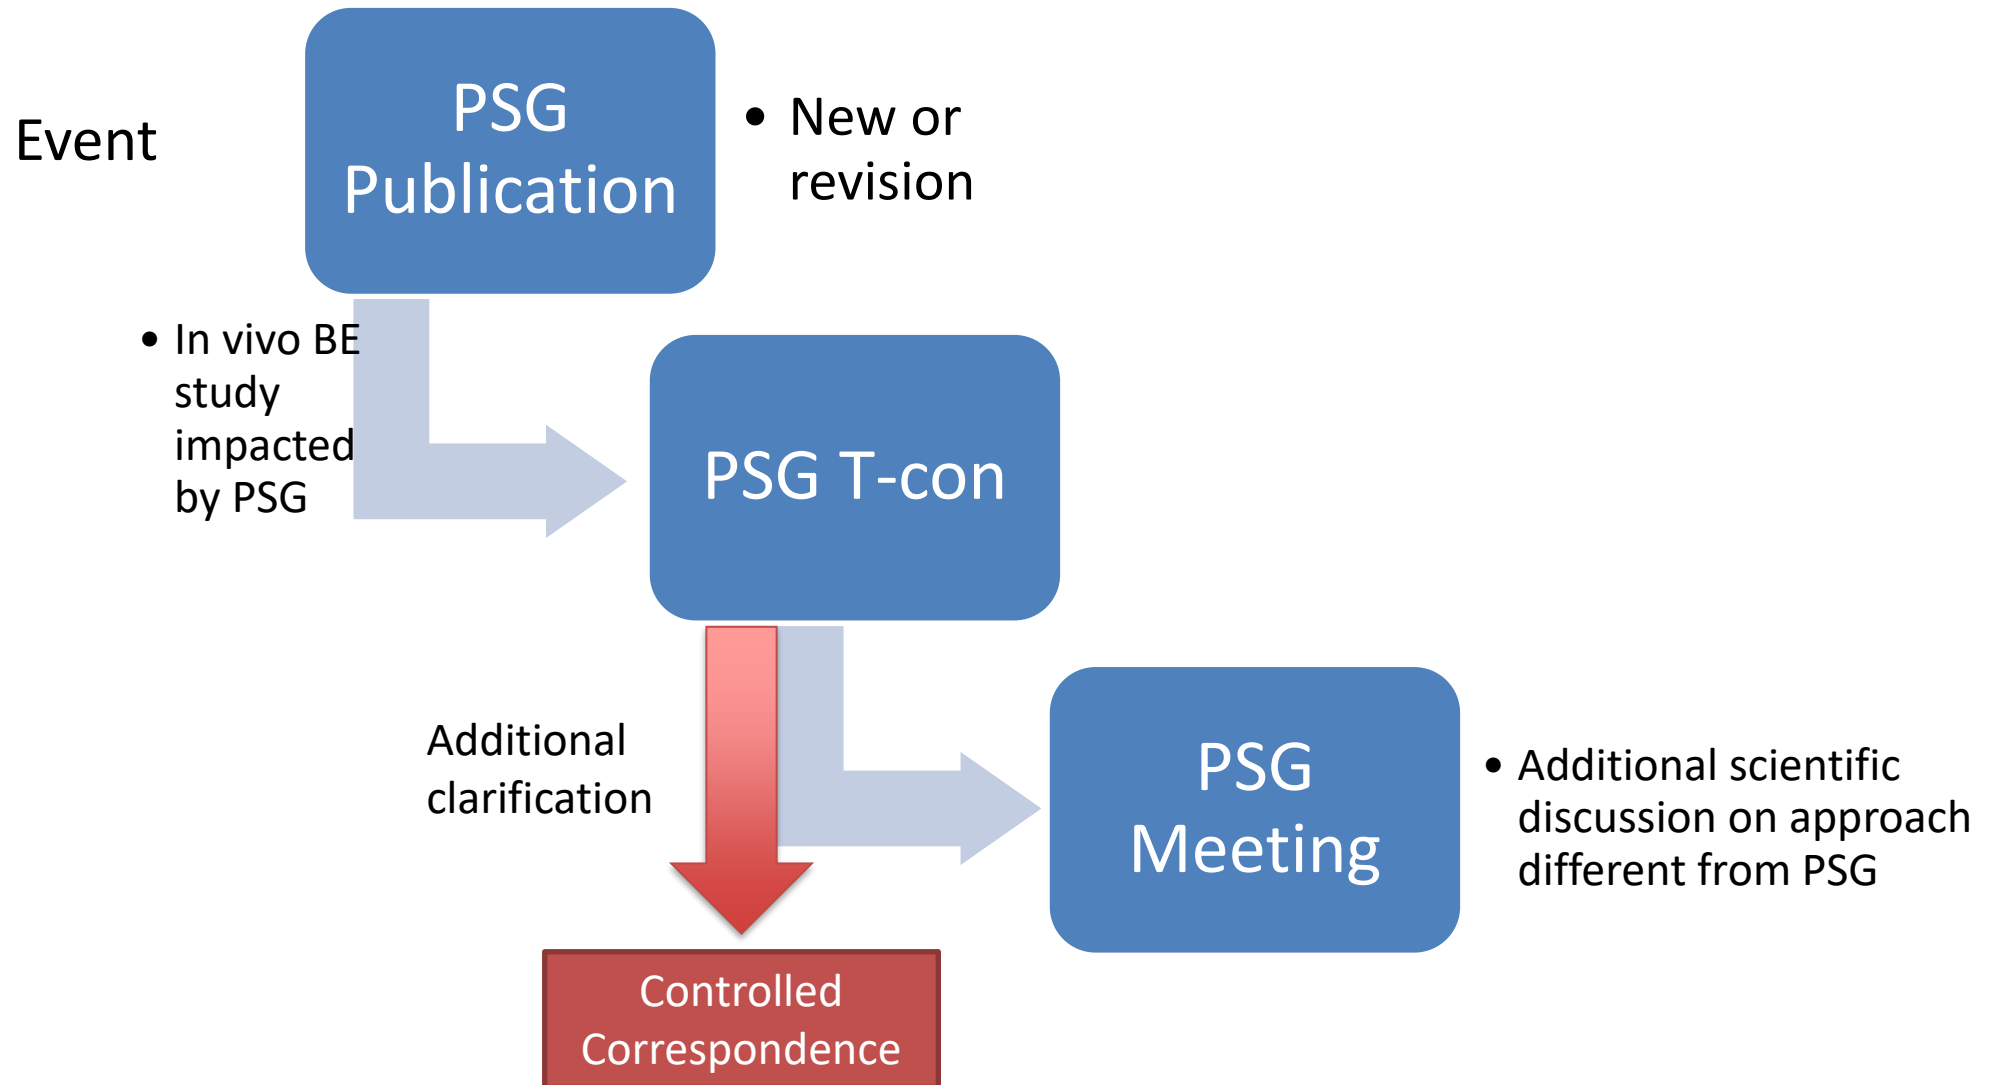 Event
PSG
Publication
• New or
revision
• In vivo BE
study
impacted
by PSG
PSG T-con
Additional
clarification
PSG
Meeting
• Additional scientific
discussion on approach
different from PSG
Controlled
Correspondence